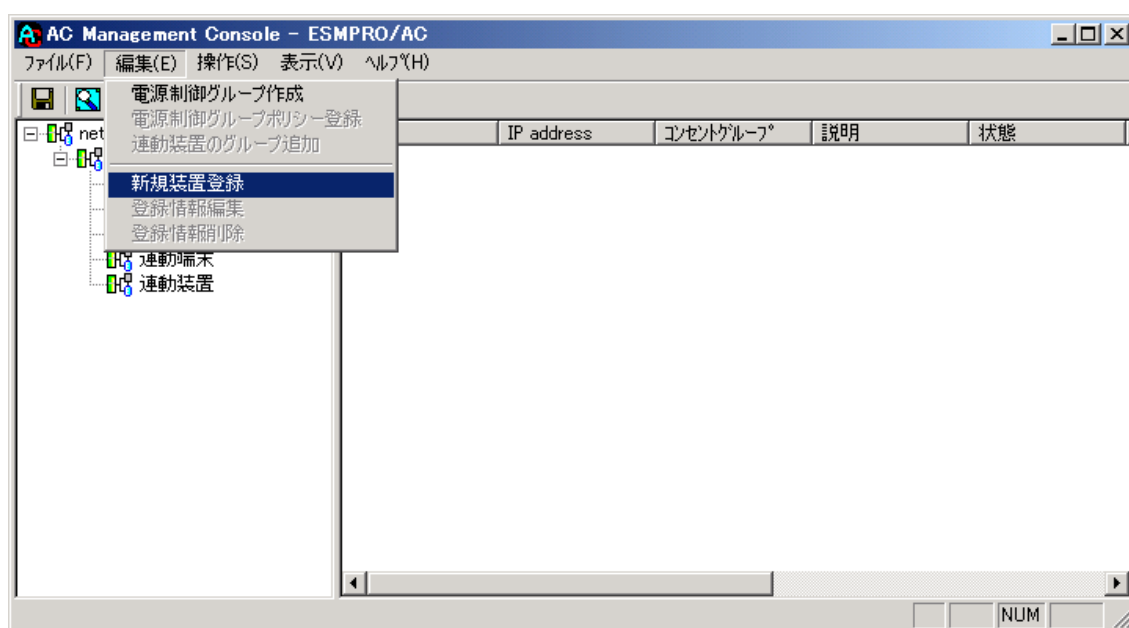 AC Management Console - ESMPRO/AC
ﾌｧｲﾙ(F) 編集(E) 操作(S) 表示(V) ﾍﾙﾌﾟ(H)
電源制御グループ作成
電源制御グループポリシー登録
連動装置のグループ追加
新規装置登録
登録情報編集
登録情報削除
net
連動端末
連動装置
IP address ｺﾝｾﾝﾄｸﾞﾙｰﾌﾟ 説明 状態
NUM